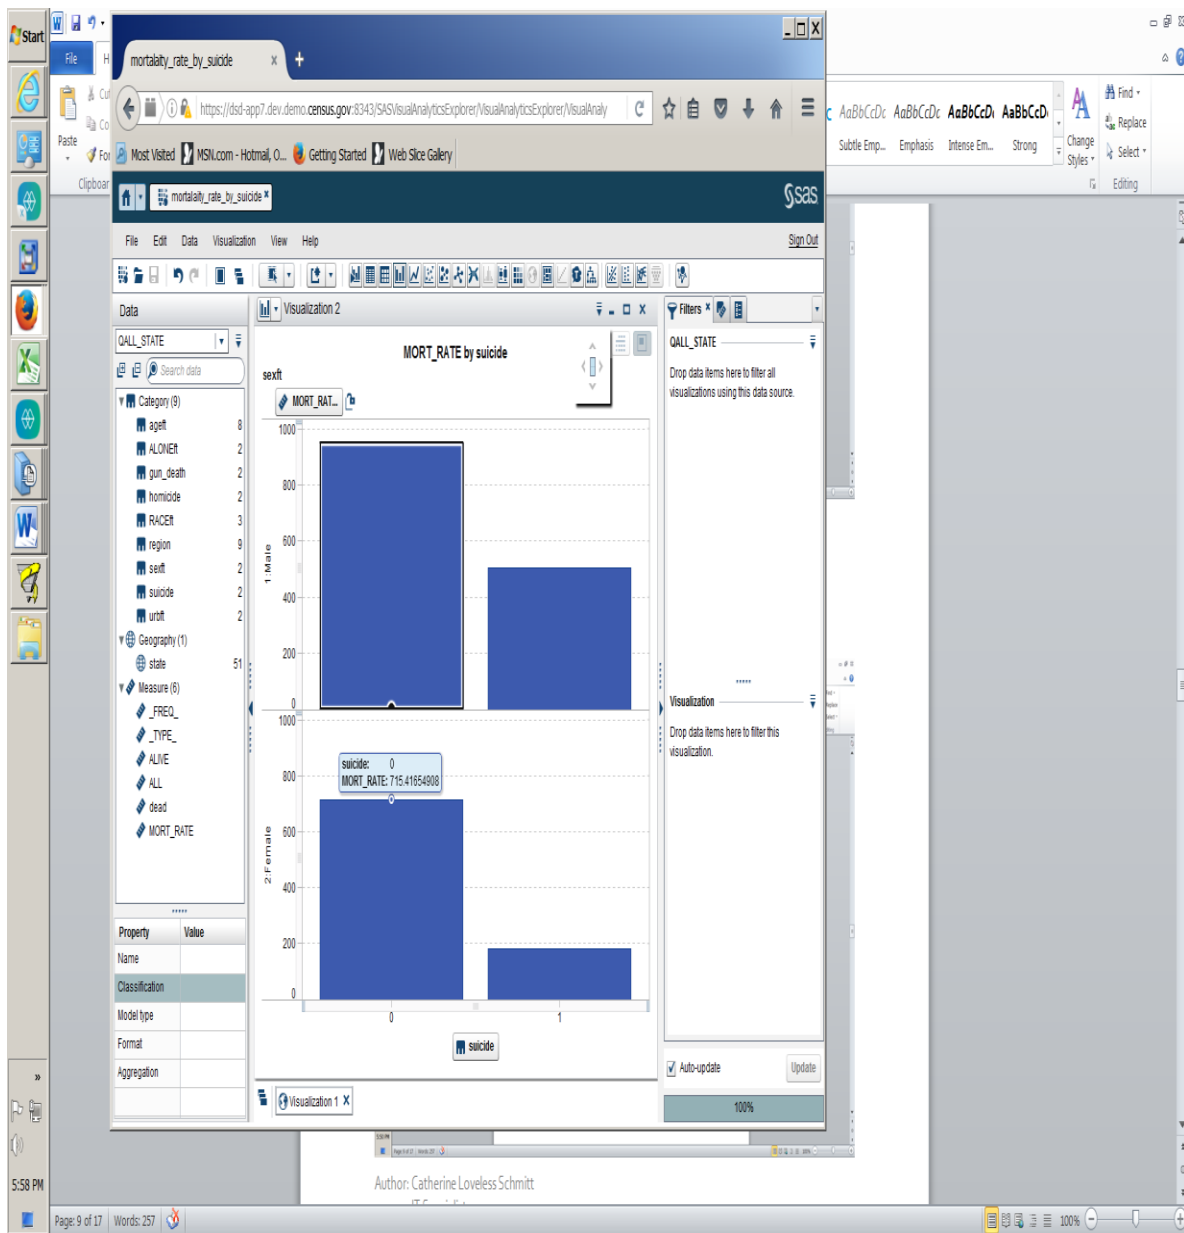 Start
File
H
Cu
Co
Paste
For
Clipboar
mortalaity_rate_by_suicide x +
https://dsd-app7.dev.demo.census.gov:8343/SASVisualAnalyticsExplorer/VisualAnalyticsExplorer/VisualAnaly
Most Visited MSN.com - Hotmail, O... Getting Started Web Slice Gallery
AaBbCcDc AaBbCcDc AaBbCcDi AaBbCcDi
Subtle Emp... Emphasis Intense Em... Strong
Change
Styles
Find
Replace
Select
Editing
mortalaity_rate_by_suicide x
sas
File Edit Data Visualization View Help Sign Out
Data
QALL_STATE
Search data
Category (9)
ageft 8
ALONEft 2
gun_death 2
homicide 2
RACEft 3
region 9
sexft 2
suicide 2
urbft 2
Geography (1)
state 51
Measure (6)
_FREQ_
_TYPE_
ALIVE
ALL
dead
MORT_RATE
Property Value
Name
Classification
Model type
Format
Aggregation
Visualization 2
MORT_RATE by suicide
sexft
MORT_RAT...
1000
800
600
400
200
0
1:Male
1000
800
600
400
200
0
2:Female
suicide: 0
MORT_RATE: 715.41654908
0 1
suicide
Visualization 1 X
Filters x
QALL_STATE
Drop data items here to filter all
visualizations using this data source.
Visualization
Drop data items here to filter this
visualization.
Auto-update Update
100%
Author: Catherine Loveless Schmitt
5:58 PM
Page: 9 of 17 Words: 257 100%